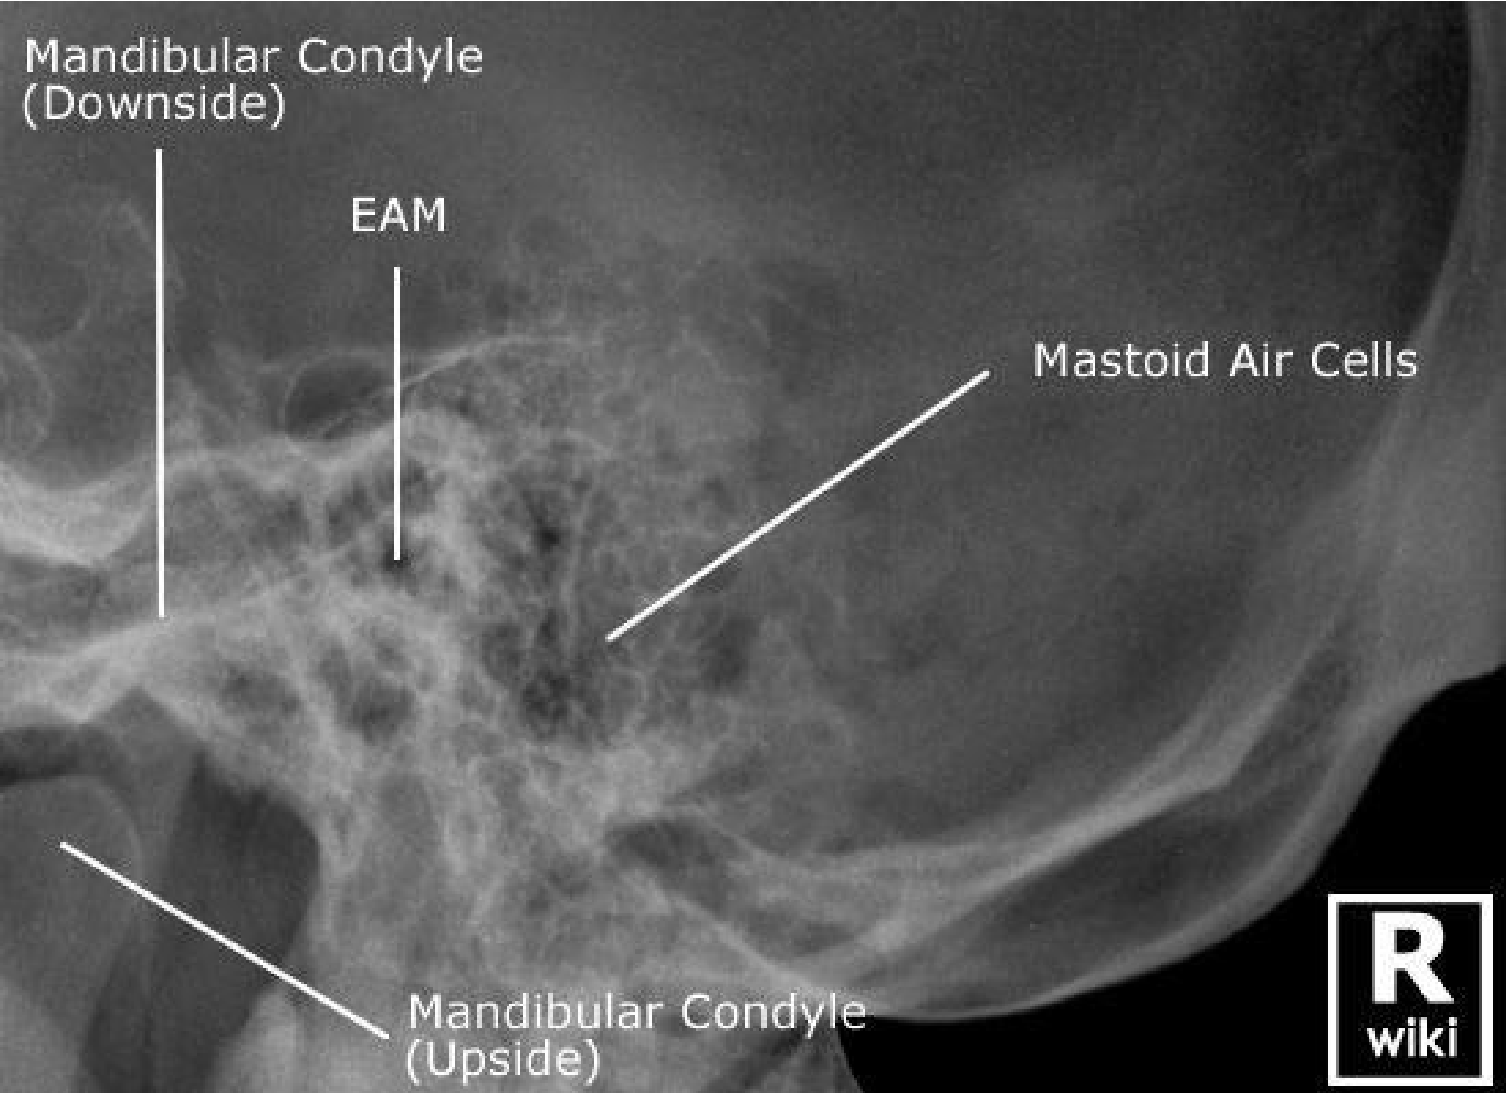 Mandibular Condyle
(Downside)
EAM
Mastoid Air Cells
Mandibular Condyle
(Upside)
R
wiki